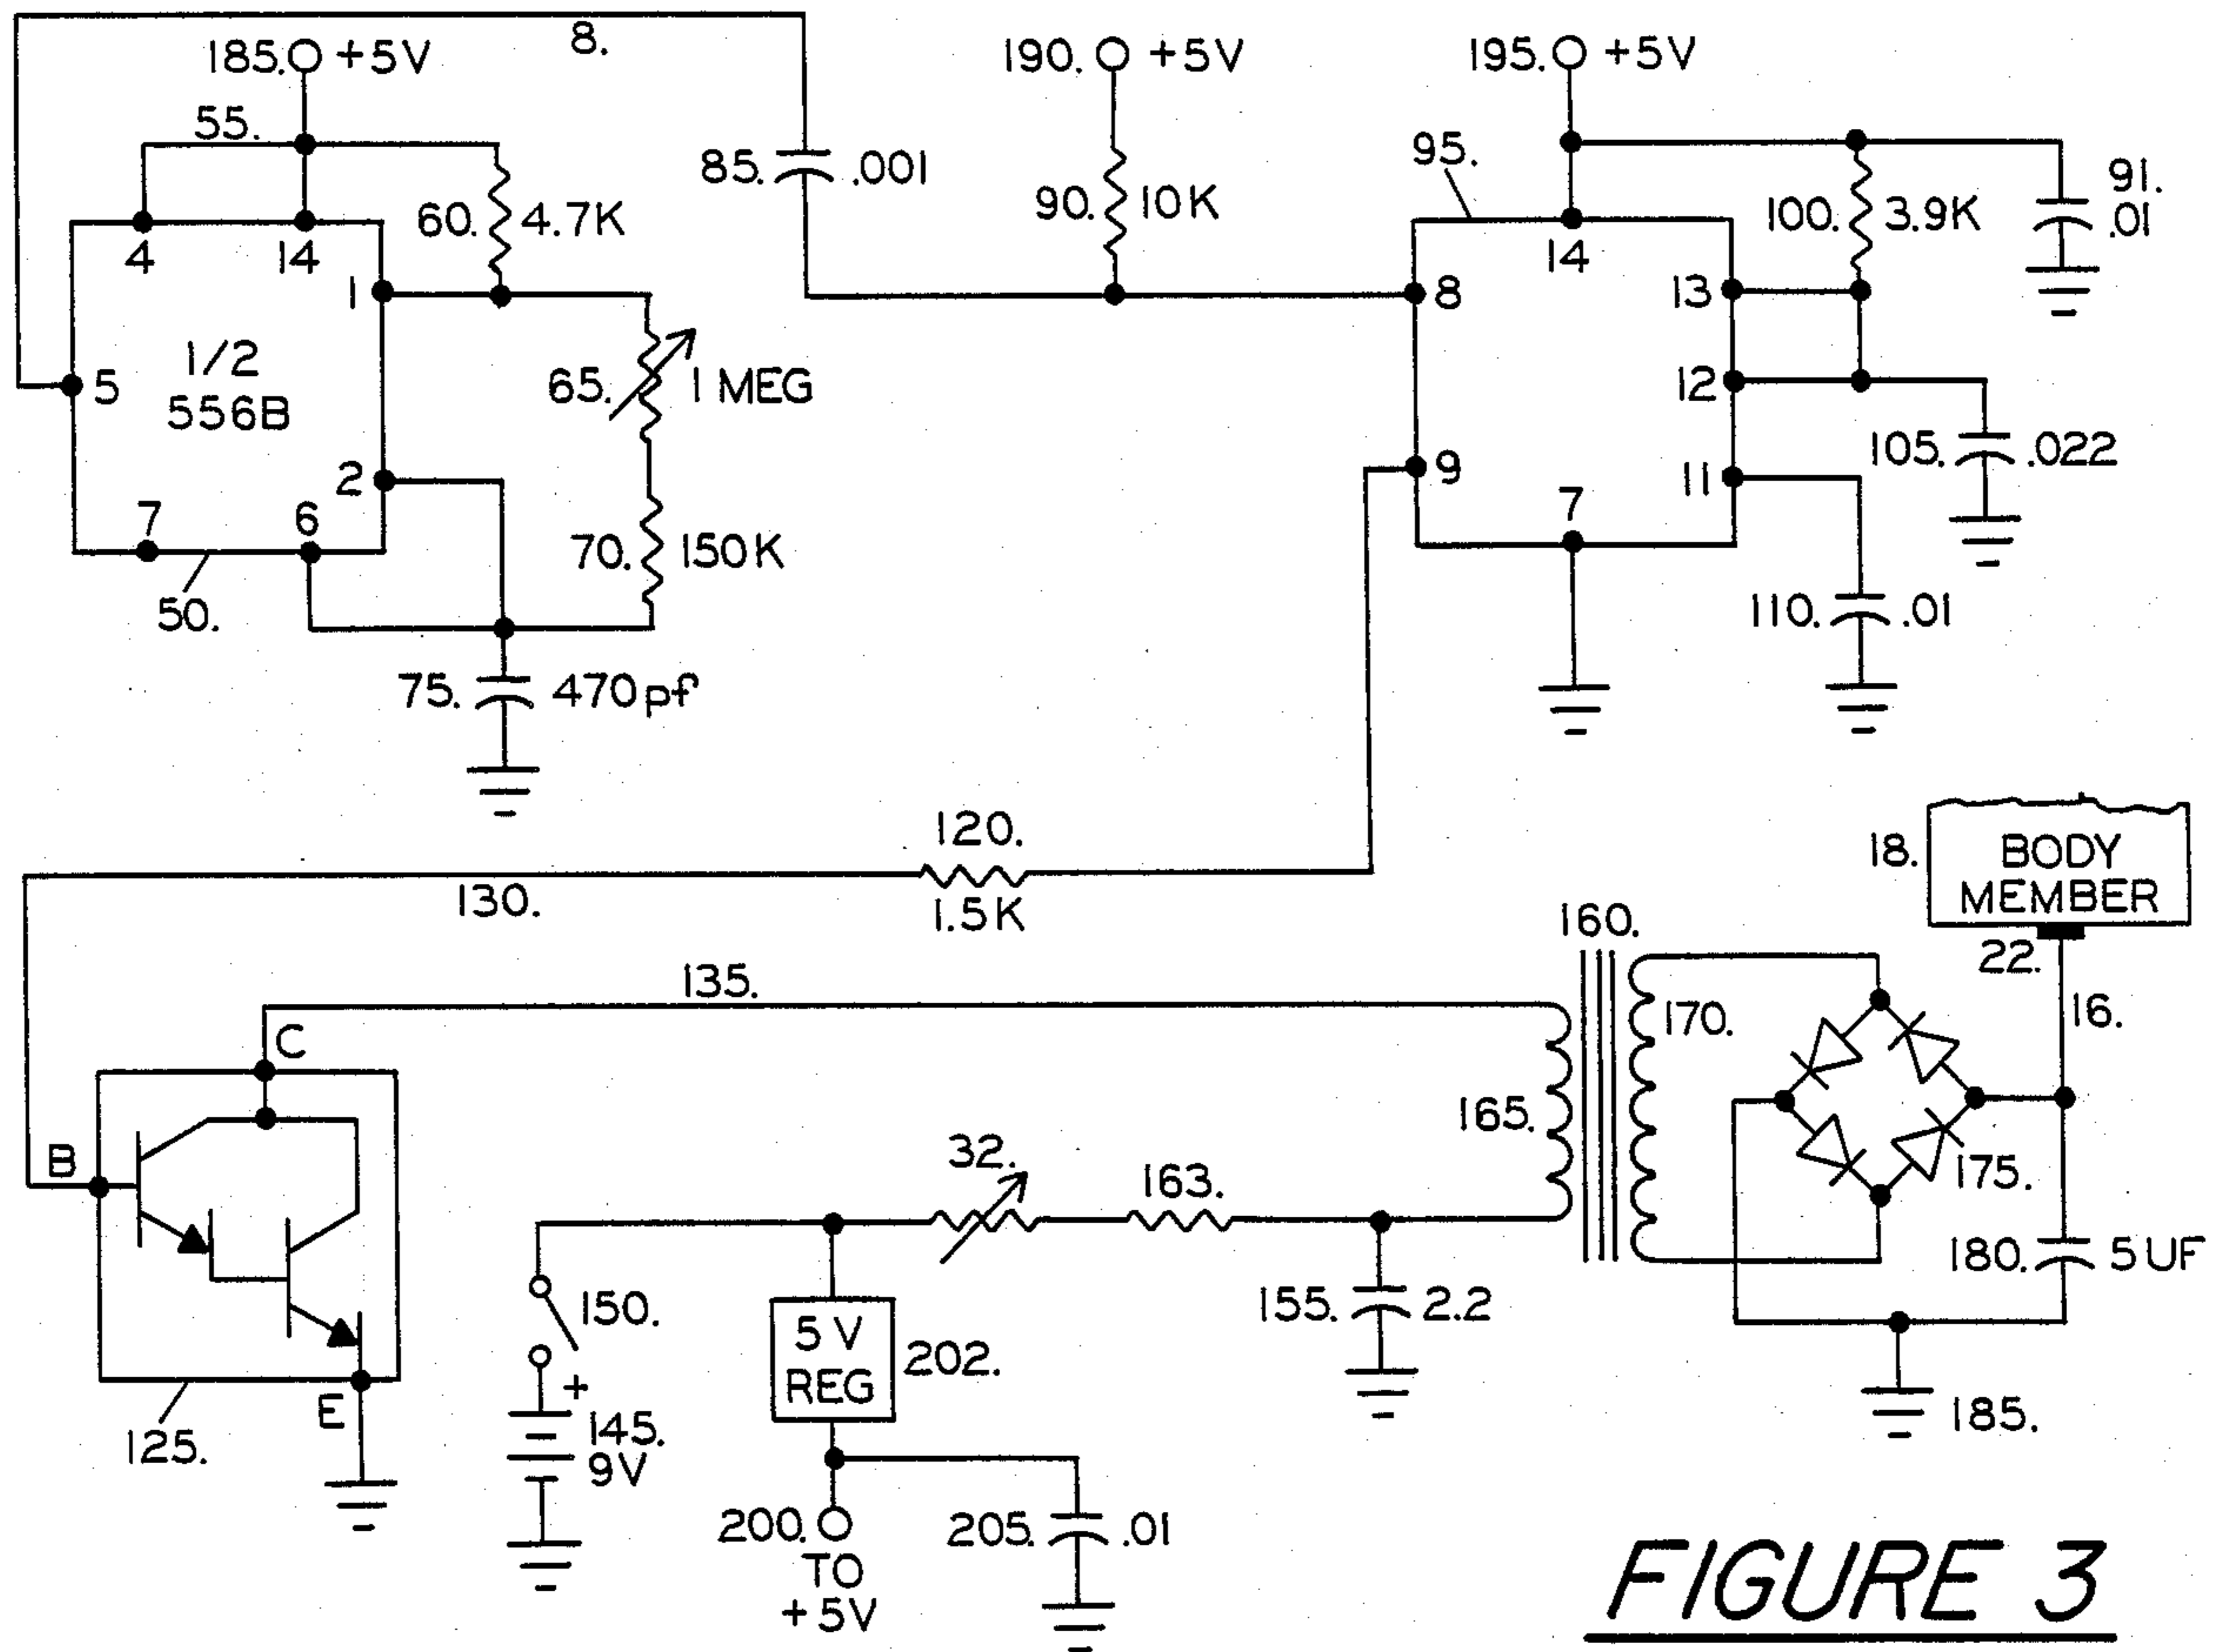 8.
185. +5V
190. +5V
195. +5V
55.
60. 4.7K
85. .001
90. 10K
95.
100. 3.9K
91.
.01
4
14
1
5
1/2
556B
65. 1 MEG
2
7
6
50.
70. 150K
75. 470pf
8
14
13
12
9
7
11
105. .022
110. .01
120.
1.5K
130.
18. BODY
MEMBER
22.
16.
135.
160.
165.
170.
175.
C
B
E
125.
32.
163.
150.
+
145.
9V
5V
REG
202.
155. 2.2
180. 5UF
185.
200.
TO
+5V
205. .01
FIGURE 3